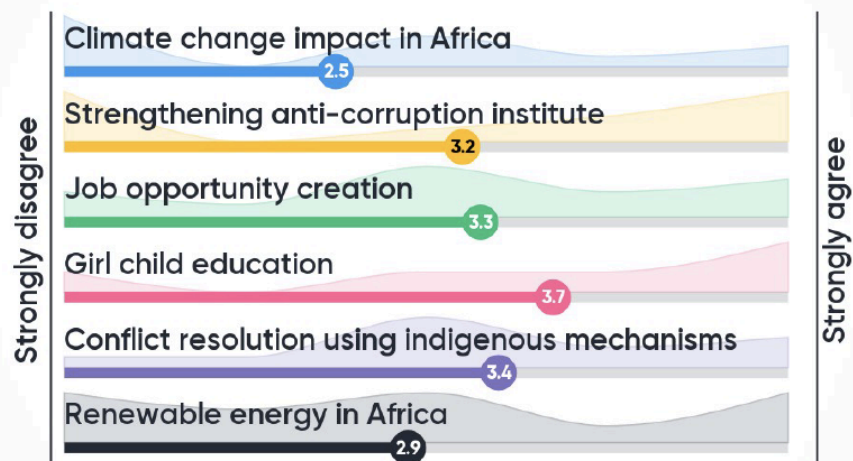 Strongly disagree
Climate change impact in Africa
2.5
Strengthening anti-corruption institute
3.2
Job opportunity creation
3.3
Girl child education
3.7
Conflict resolution using indigenous mechanisms
3.4
Renewable energy in Africa
2.9
Strongly agree